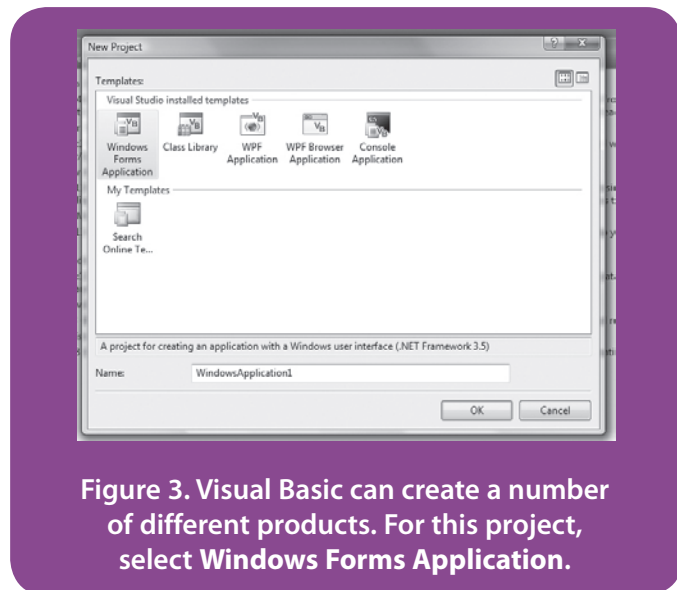 New Project
Templates:
Visual Studio installed templates
Windows Forms Application
Class Library
WPF Application
WPF Browser Application
Console Application
My Templates
Search Online Te...
A project for creating an application with a Windows user interface (.NET Framework 3.5)
Name: WindowsApplication1
OK Cancel
Figure 3. Visual Basic can create a number
of different products. For this project,
select Windows Forms Application.